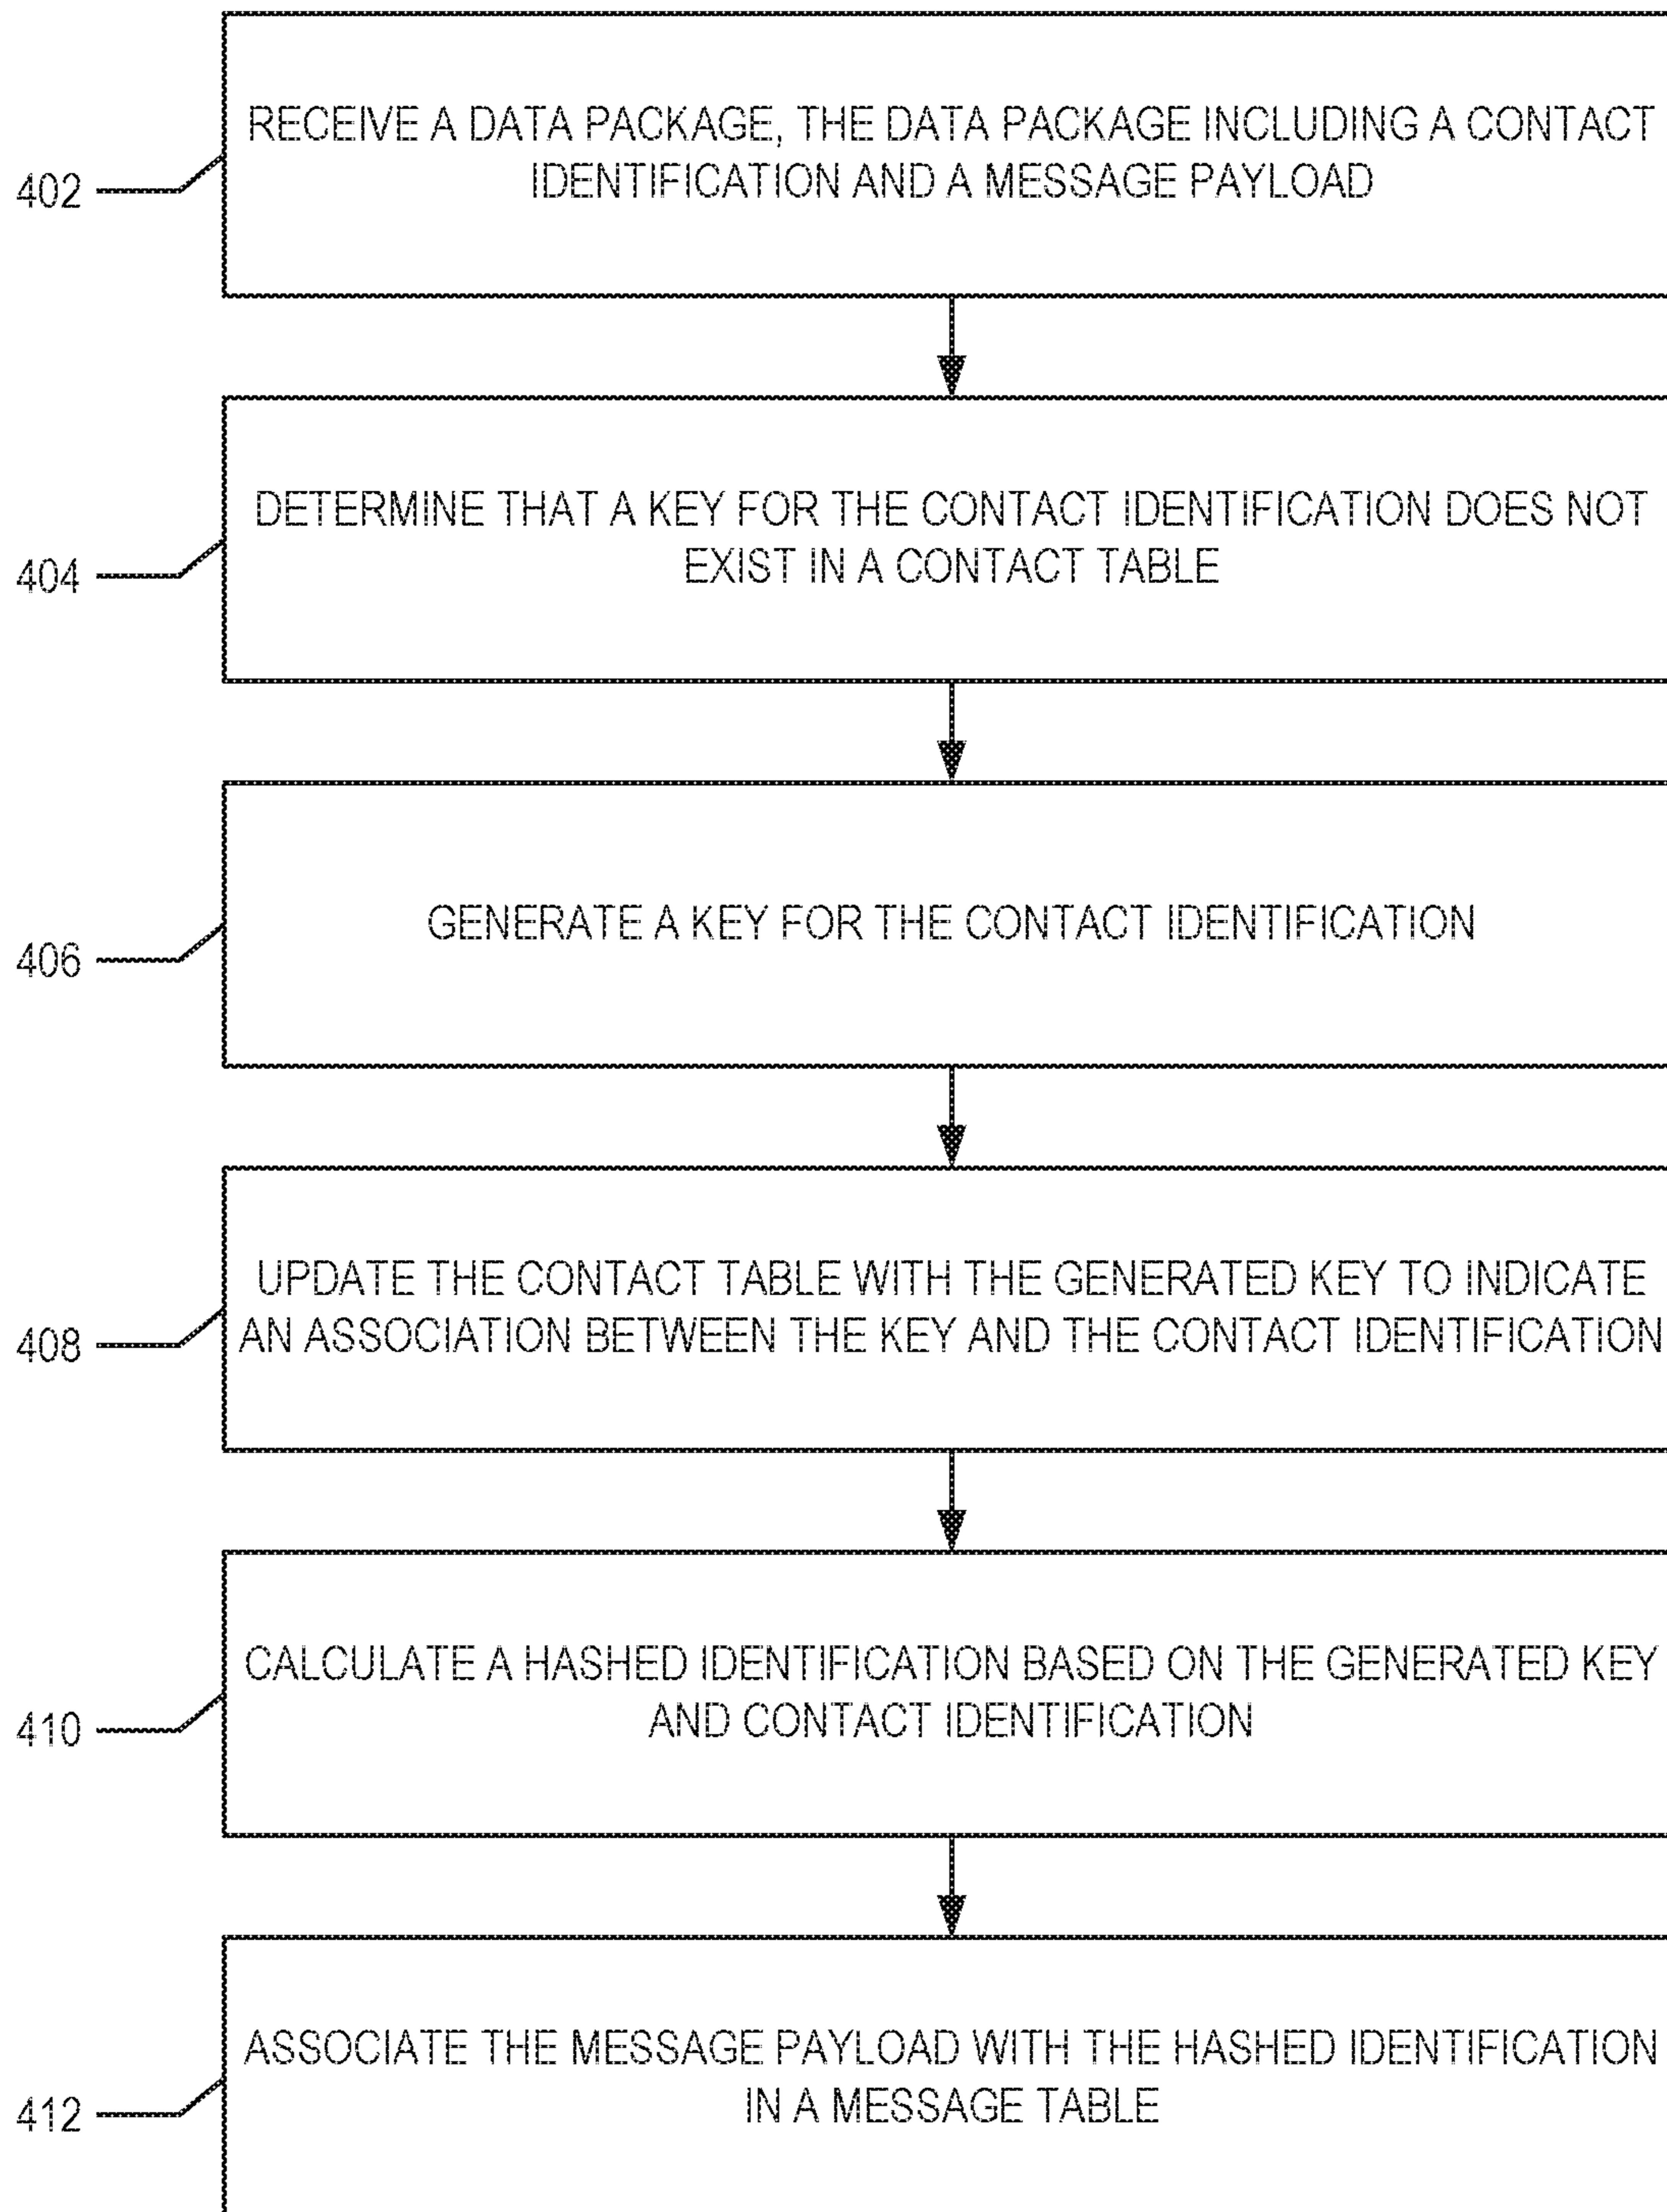 RECEIVE A DATA PACKAGE, THE DATA PACKAGE INCLUDING A CONTACT
IDENTIFICATION AND A MESSAGE PAYLOAD
402
DETERMINE THAT A KEY FOR THE CONTACT IDENTIFICATION DOES NOT
EXIST IN A CONTACT TABLE
404
GENERATE A KEY FOR THE CONTACT IDENTIFICATION
406
UPDATE THE CONTACT TABLE WITH THE GENERATED KEY TO INDICATE
AN ASSOCIATION BETWEEN THE KEY AND THE CONTACT IDENTIFICATION
408
CALCULATE A HASHED IDENTIFICATION BASED ON THE GENERATED KEY
AND CONTACT IDENTIFICATION
410
ASSOCIATE THE MESSAGE PAYLOAD WITH THE HASHED IDENTIFICATION
IN A MESSAGE TABLE
412